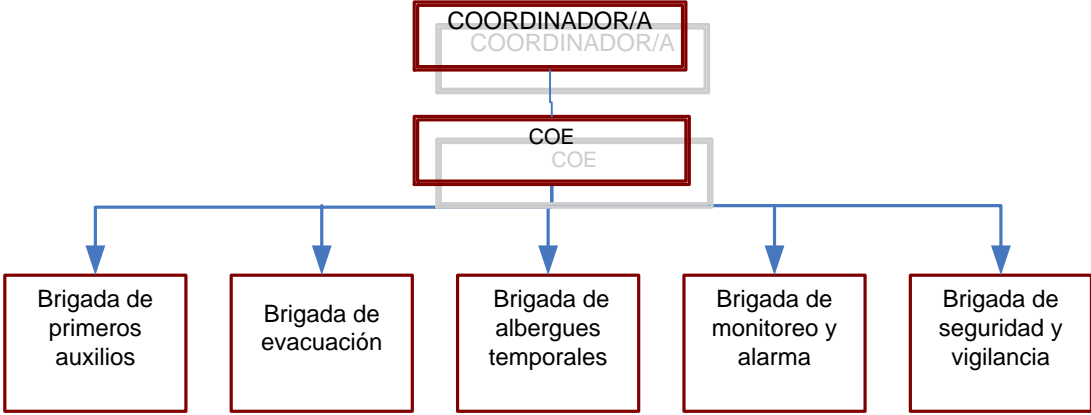 COORDINADOR/A
COORDINADOR/A
COE
COE
Brigada de
primeros
auxilios
Brigada de
evacuación
Brigada de
albergues
temporales
Brigada de
monitoreo y
alarma
Brigada de
seguridad y
vigilancia